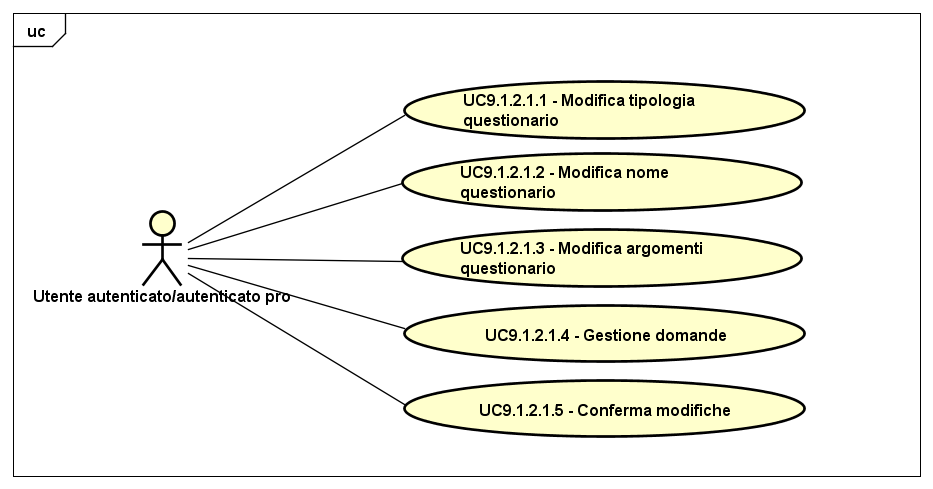 uc
UC9.1.2.1.1 - Modifica tipologia
questionario
UC9.1.2.1.2 - Modifica nome
questionario
UC9.1.2.1.3 - Modifica argomenti
questionario
Utente autenticato/autenticato pro
UC9.1.2.1.4 - Gestione domande
UC9.1.2.1.5 - Conferma modifiche